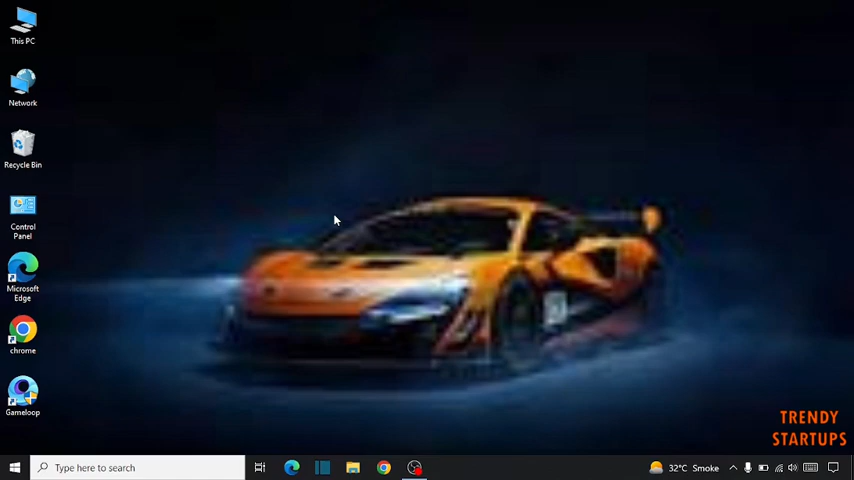 This PC
Network
Recycle Bin
Control
Panel
Microsoft
Edge
chrome
Gameloop
TRENDY
STARTUPS
Type here to search
32°C Smoke